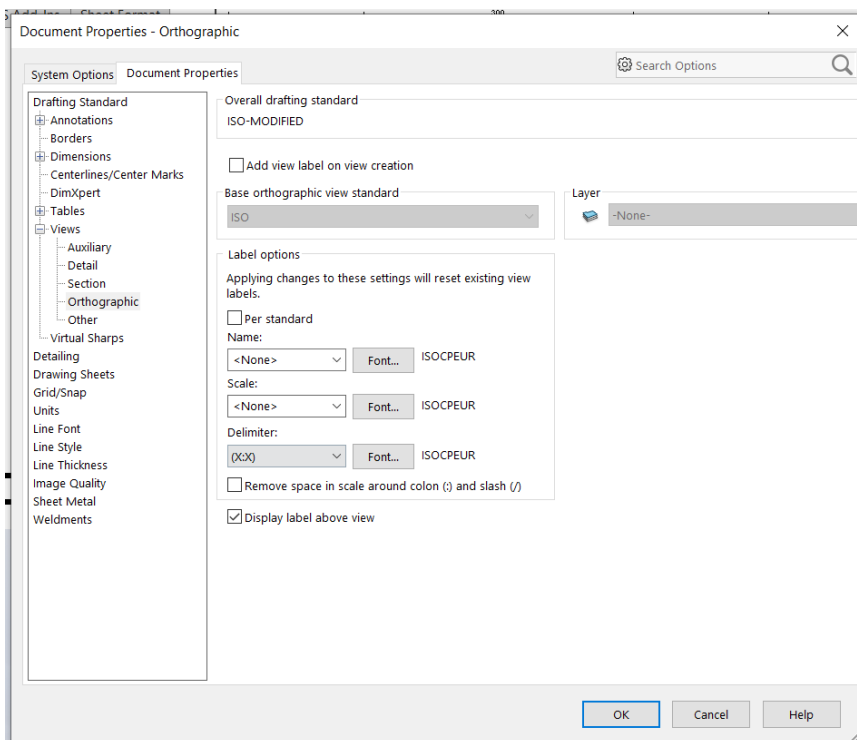 Add-Ins Sheet Format
300
Document Properties - Orthographic
System Options Document Properties
Search Options
Drafting Standard
Annotations
Borders
Dimensions
Centerlines/Center Marks
DimXpert
Tables
Views
Auxiliary
Detail
Section
Orthographic
Other
Virtual Sharps
Detailing
Drawing Sheets
Grid/Snap
Units
Line Font
Line Style
Line Thickness
Image Quality
Sheet Metal
Weldments
Overall drafting standard
ISO-MODIFIED
Add view label on view creation
Base orthographic view standard
ISO
Layer
-None-
Label options
Applying changes to these settings will reset existing view
labels.
Per standard
Name:
<None> Font... ISOCPEUR
Scale:
<None> Font... ISOCPEUR
Delimiter:
(X:X) Font... ISOCPEUR
Remove space in scale around colon (:) and slash (/)
Display label above view
OK Cancel Help